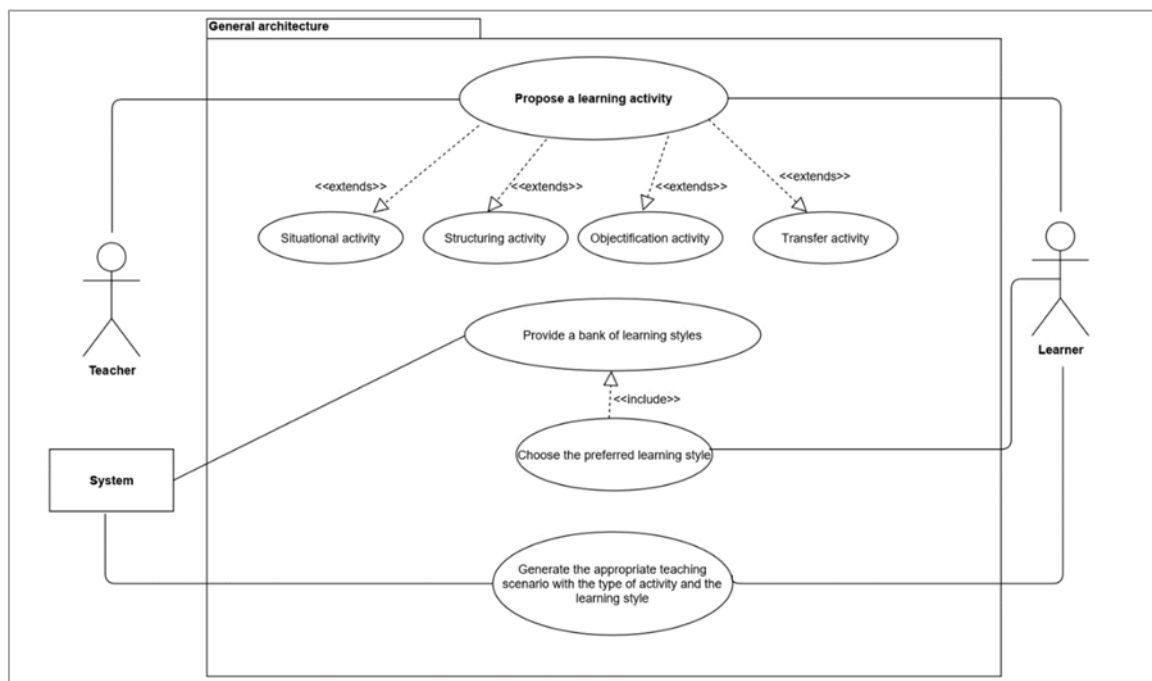 General architecture
Propose a learning activity
<<extends>>
<<extends>>
<<extends>>
<<extends>>
Situational activity
Structuring activity
Objectification activity
Transfer activity
Provide a bank of learning styles
Teacher
Learner
<<include>>
Choose the preferred learning style
System
Generate the appropriate teaching
scenario with the type of activity and the
learning style